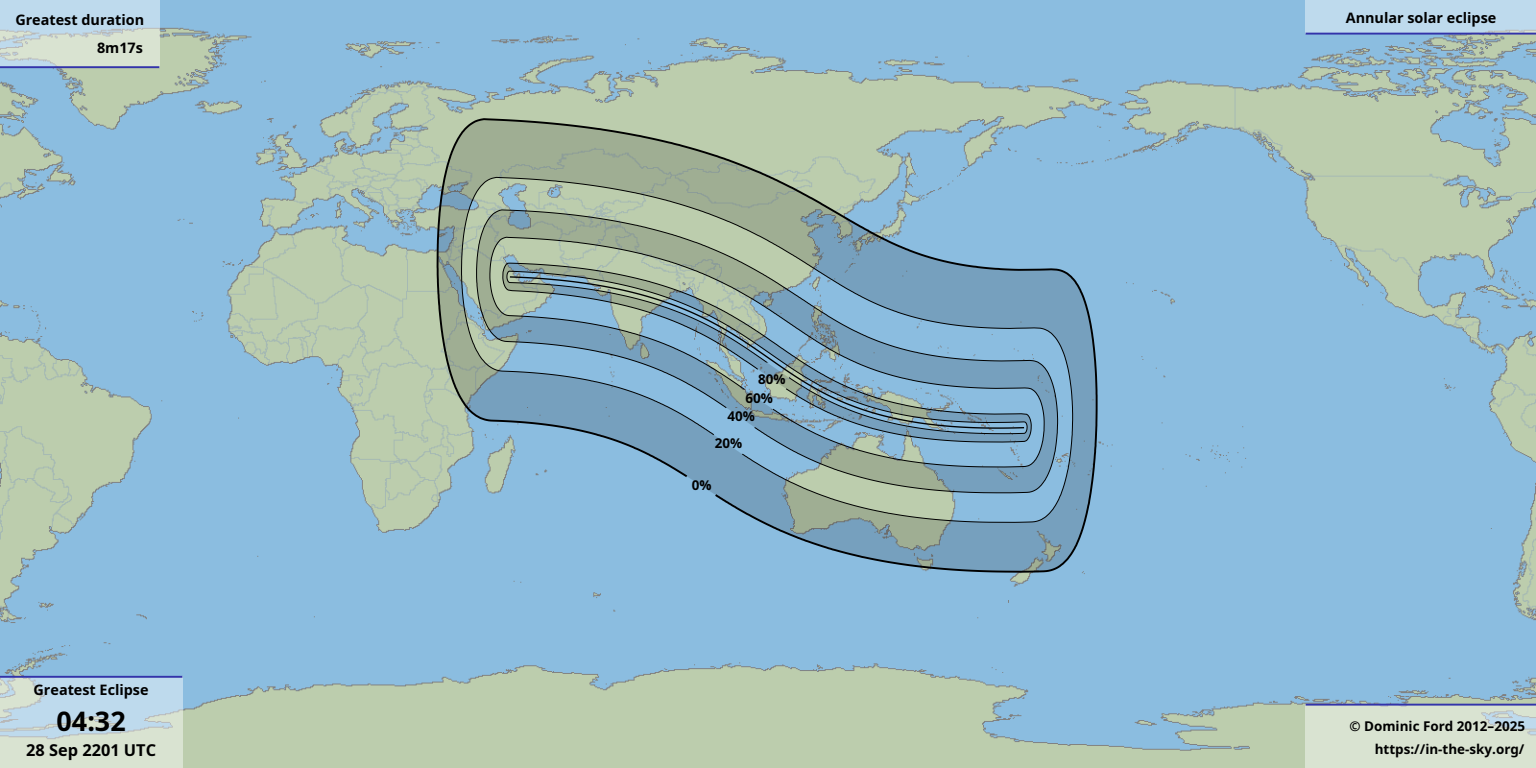 Greatest duration
8m17s
Annular solar eclipse
80%
60%
40%
20%
0%
Greatest Eclipse
04:32
28 Sep 2201 UTC
© Dominic Ford 2012–2025
https://in-the-sky.org/